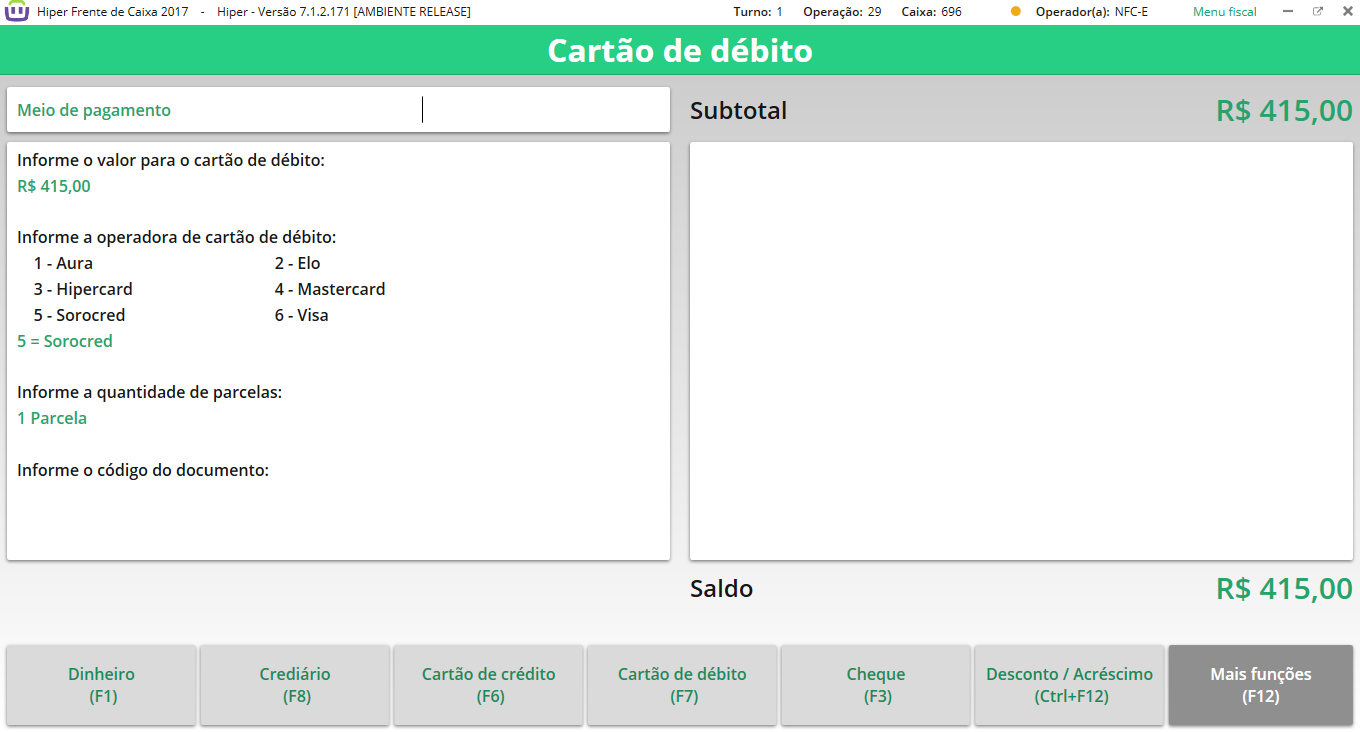 Hiper Frente de Caixa 2017 - Hiper - Versão 7.1.2.171 [AMBIENTE RELEASE] Turno: 1 Operação: 29 Caixa: 696 Operador(a): NFC-E Menu fiscal
Cartão de débito
Meio de pagamento
Subtotal R$ 415,00
Informe o valor para o cartão de débito:
R$ 415,00
Informe a operadora de cartão de débito:
1 - Aura 2 - Elo
3 - Hipercard 4 - Mastercard
5 - Sorocred 6 - Visa
5 = Sorocred
Informe a quantidade de parcelas:
1 Parcela
Informe o código do documento:
Saldo R$ 415,00
Dinheiro
(F1)
Crediário
(F8)
Cartão de crédito
(F6)
Cartão de débito
(F7)
Cheque
(F3)
Desconto / Acréscimo
(Ctrl+F12)
Mais funções
(F12)